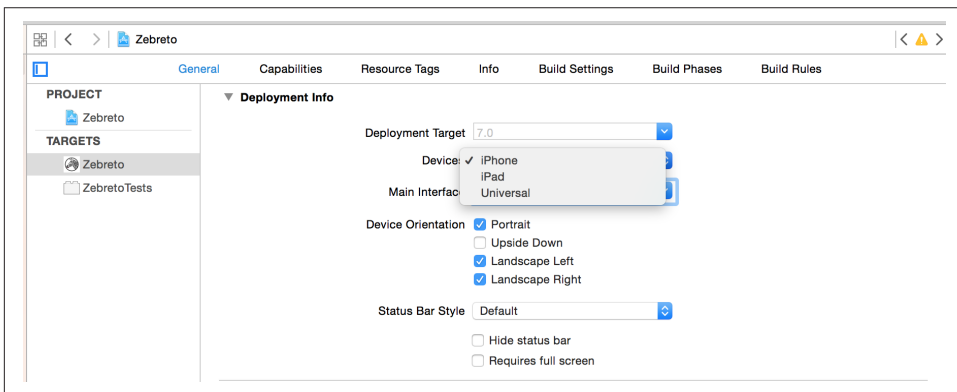 Zebreto
General Capabilities Resource Tags Info Build Settings Build Phases Build Rules
PROJECT
Zebreto
TARGETS
Zebreto
ZebretoTests
Deployment Info
Deployment Target 7.0
Devices ✓ iPhone
iPad
Universal
Main Interfac
Device Orientation Portrait
Upside Down
Landscape Left
Landscape Right
Status Bar Style Default
Hide status bar
Requires full screen